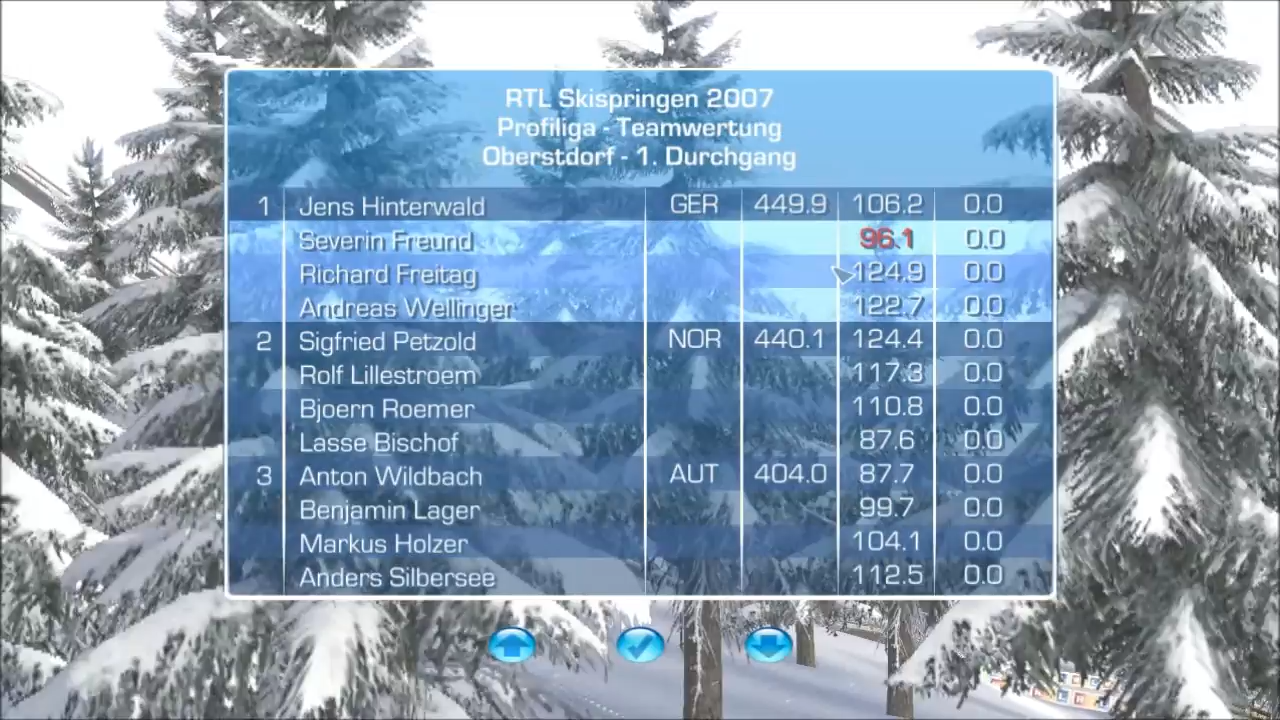 RTL Skispringen 2007
Profiliga - Teamwertung
Oberstdorf - 1. Durchgang
1 Jens Hinterwald GER 449.9 106.2 0.0
Severin Freund 96.1 0.0
Richard Freitag 124.9 0.0
Andreas Wellinger 122.7 0.0
2 Sigfried Petzold NOR 440.1 124.4 0.0
Rolf Lillestroem 117.3 0.0
Bjoern Roemer 110.8 0.0
Lasse Bischof 87.6 0.0
3 Anton Wildbach AUT 404.0 87.7 0.0
Benjamin Lager 99.7 0.0
Markus Holzer 104.1 0.0
Anders Silbersee 112.5 0.0